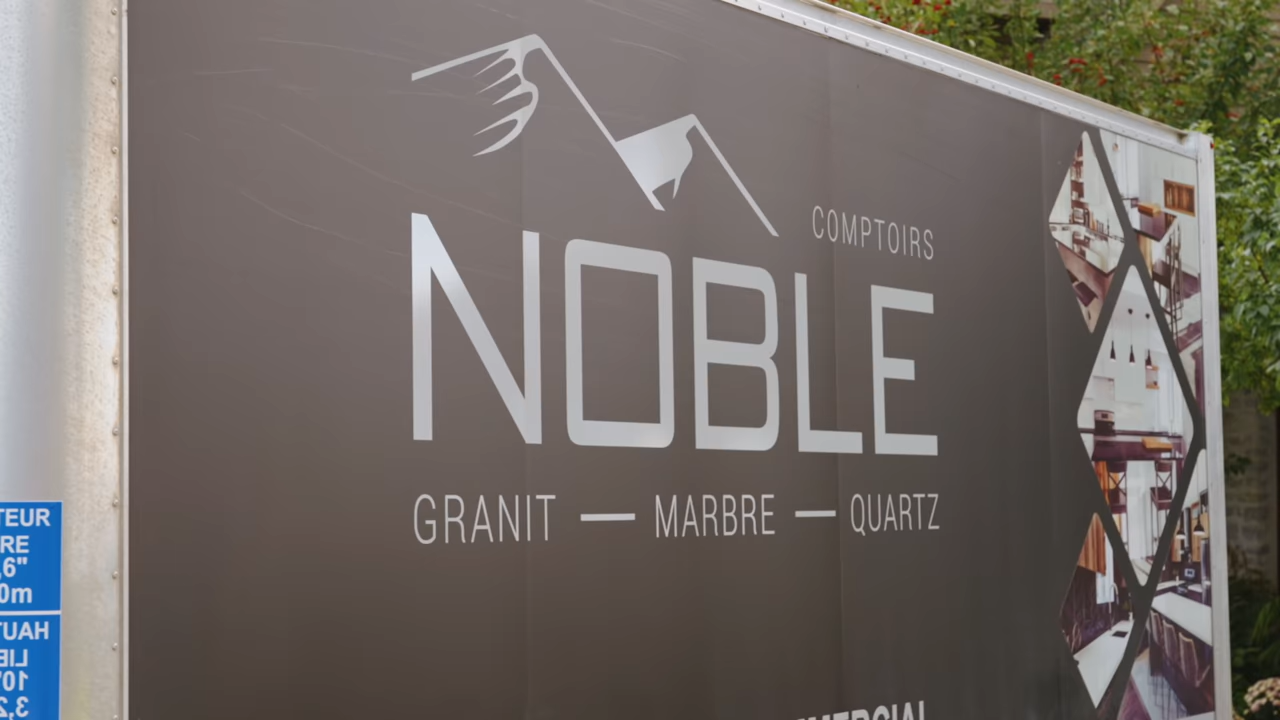 COMPTOIRS
NOBLE
GRANIT — MARBRE — QUARTZ